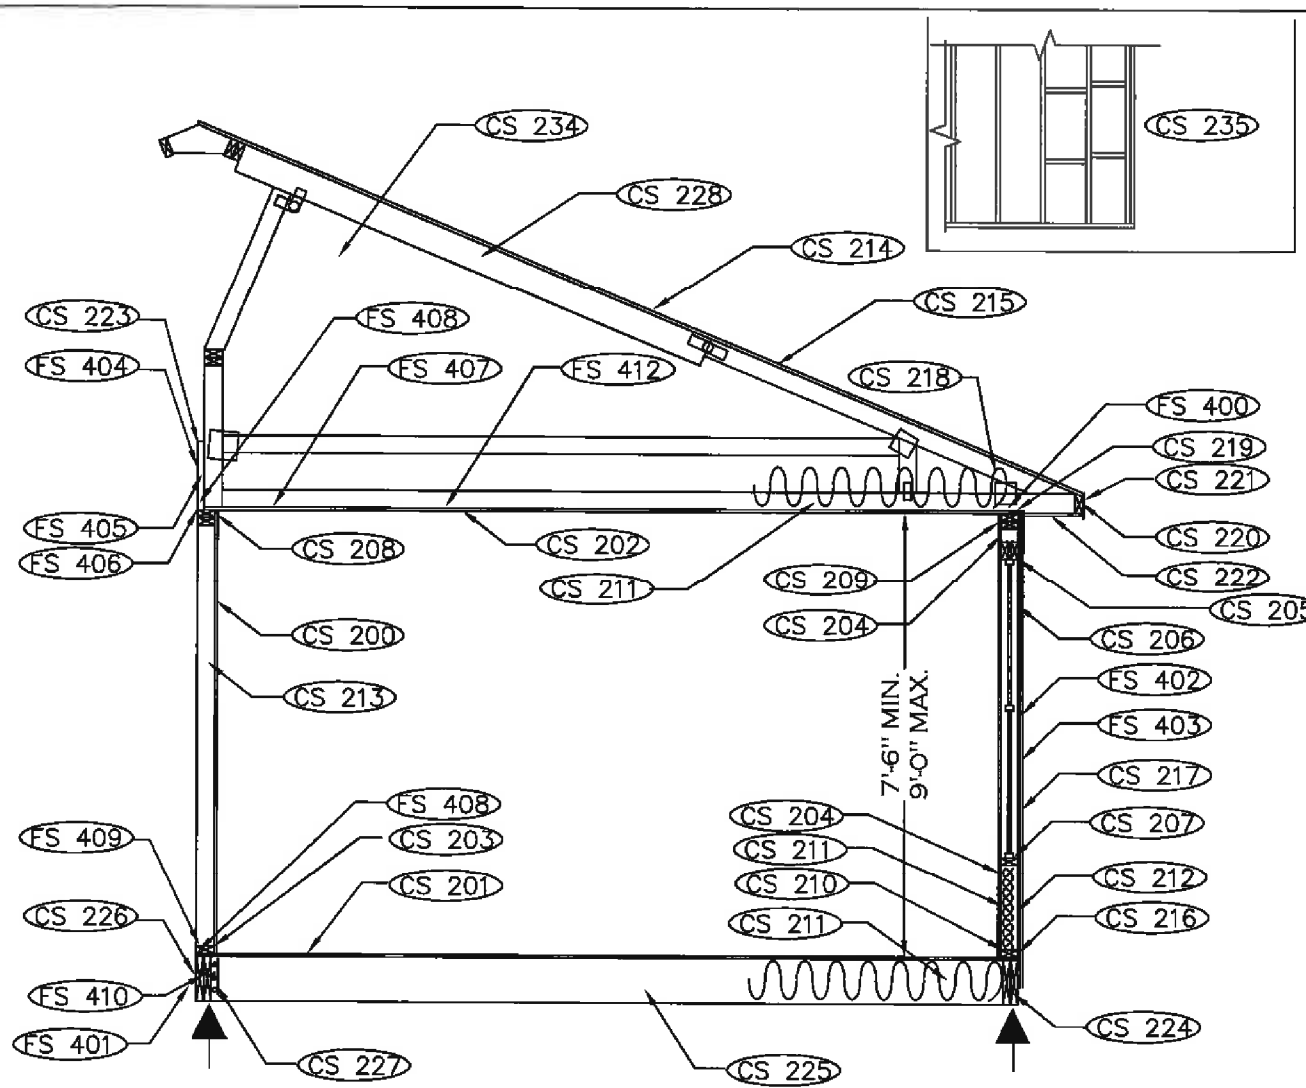 CS 234
CS 235
CS 228
CS 214
CS 215
CS 223
FS 408
FS 404
FS 407
FS 412
CS 218
FS 400
CS 219
CS 221
FS 405
FS 406
CS 208
CS 202
CS 220
CS 211
CS 209
CS 222
CS 205
CS 200
CS 204
CS 206
CS 213
7'-6" MIN.
9'-0" MAX.
FS 402
FS 403
CS 217
FS 408
CS 204
CS 207
FS 409
CS 203
CS 211
CS 201
CS 210
CS 212
CS 226
CS 211
CS 216
FS 410
FS 401
CS 227
CS 225
CS 224